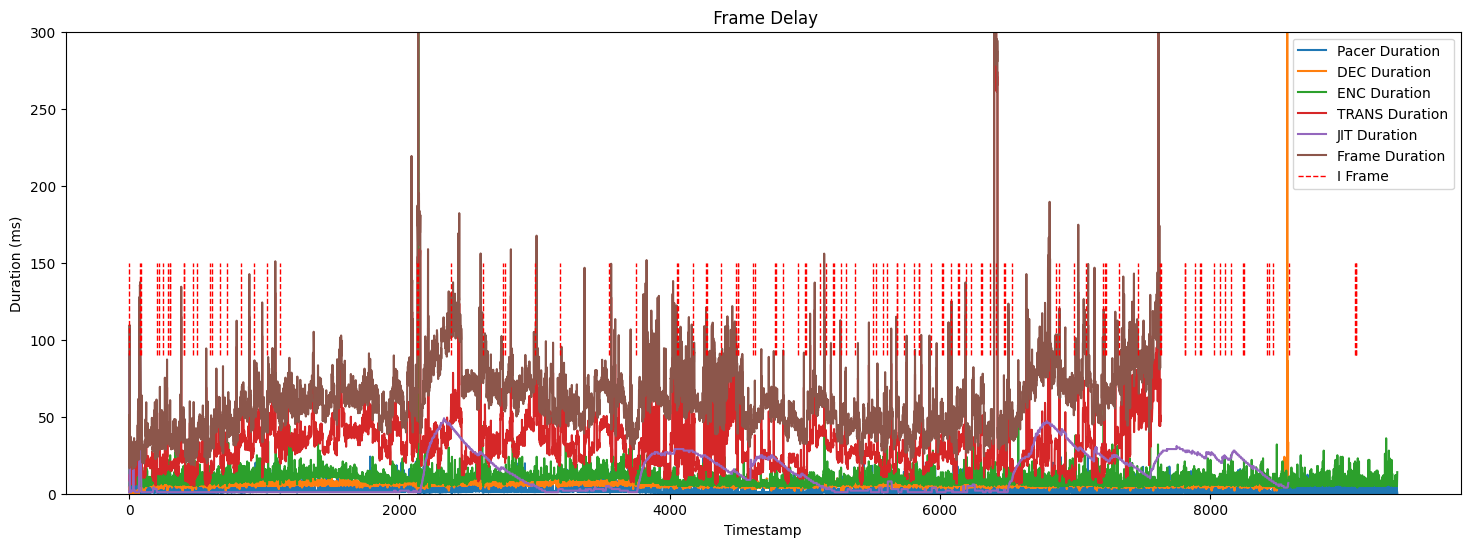 Frame Delay
300
250
200
150
100
50
0
Duration (ms)
0
2000
4000
6000
8000
Timestamp
Pacer Duration
DEC Duration
ENC Duration
TRANS Duration
JIT Duration
Frame Duration
I Frame